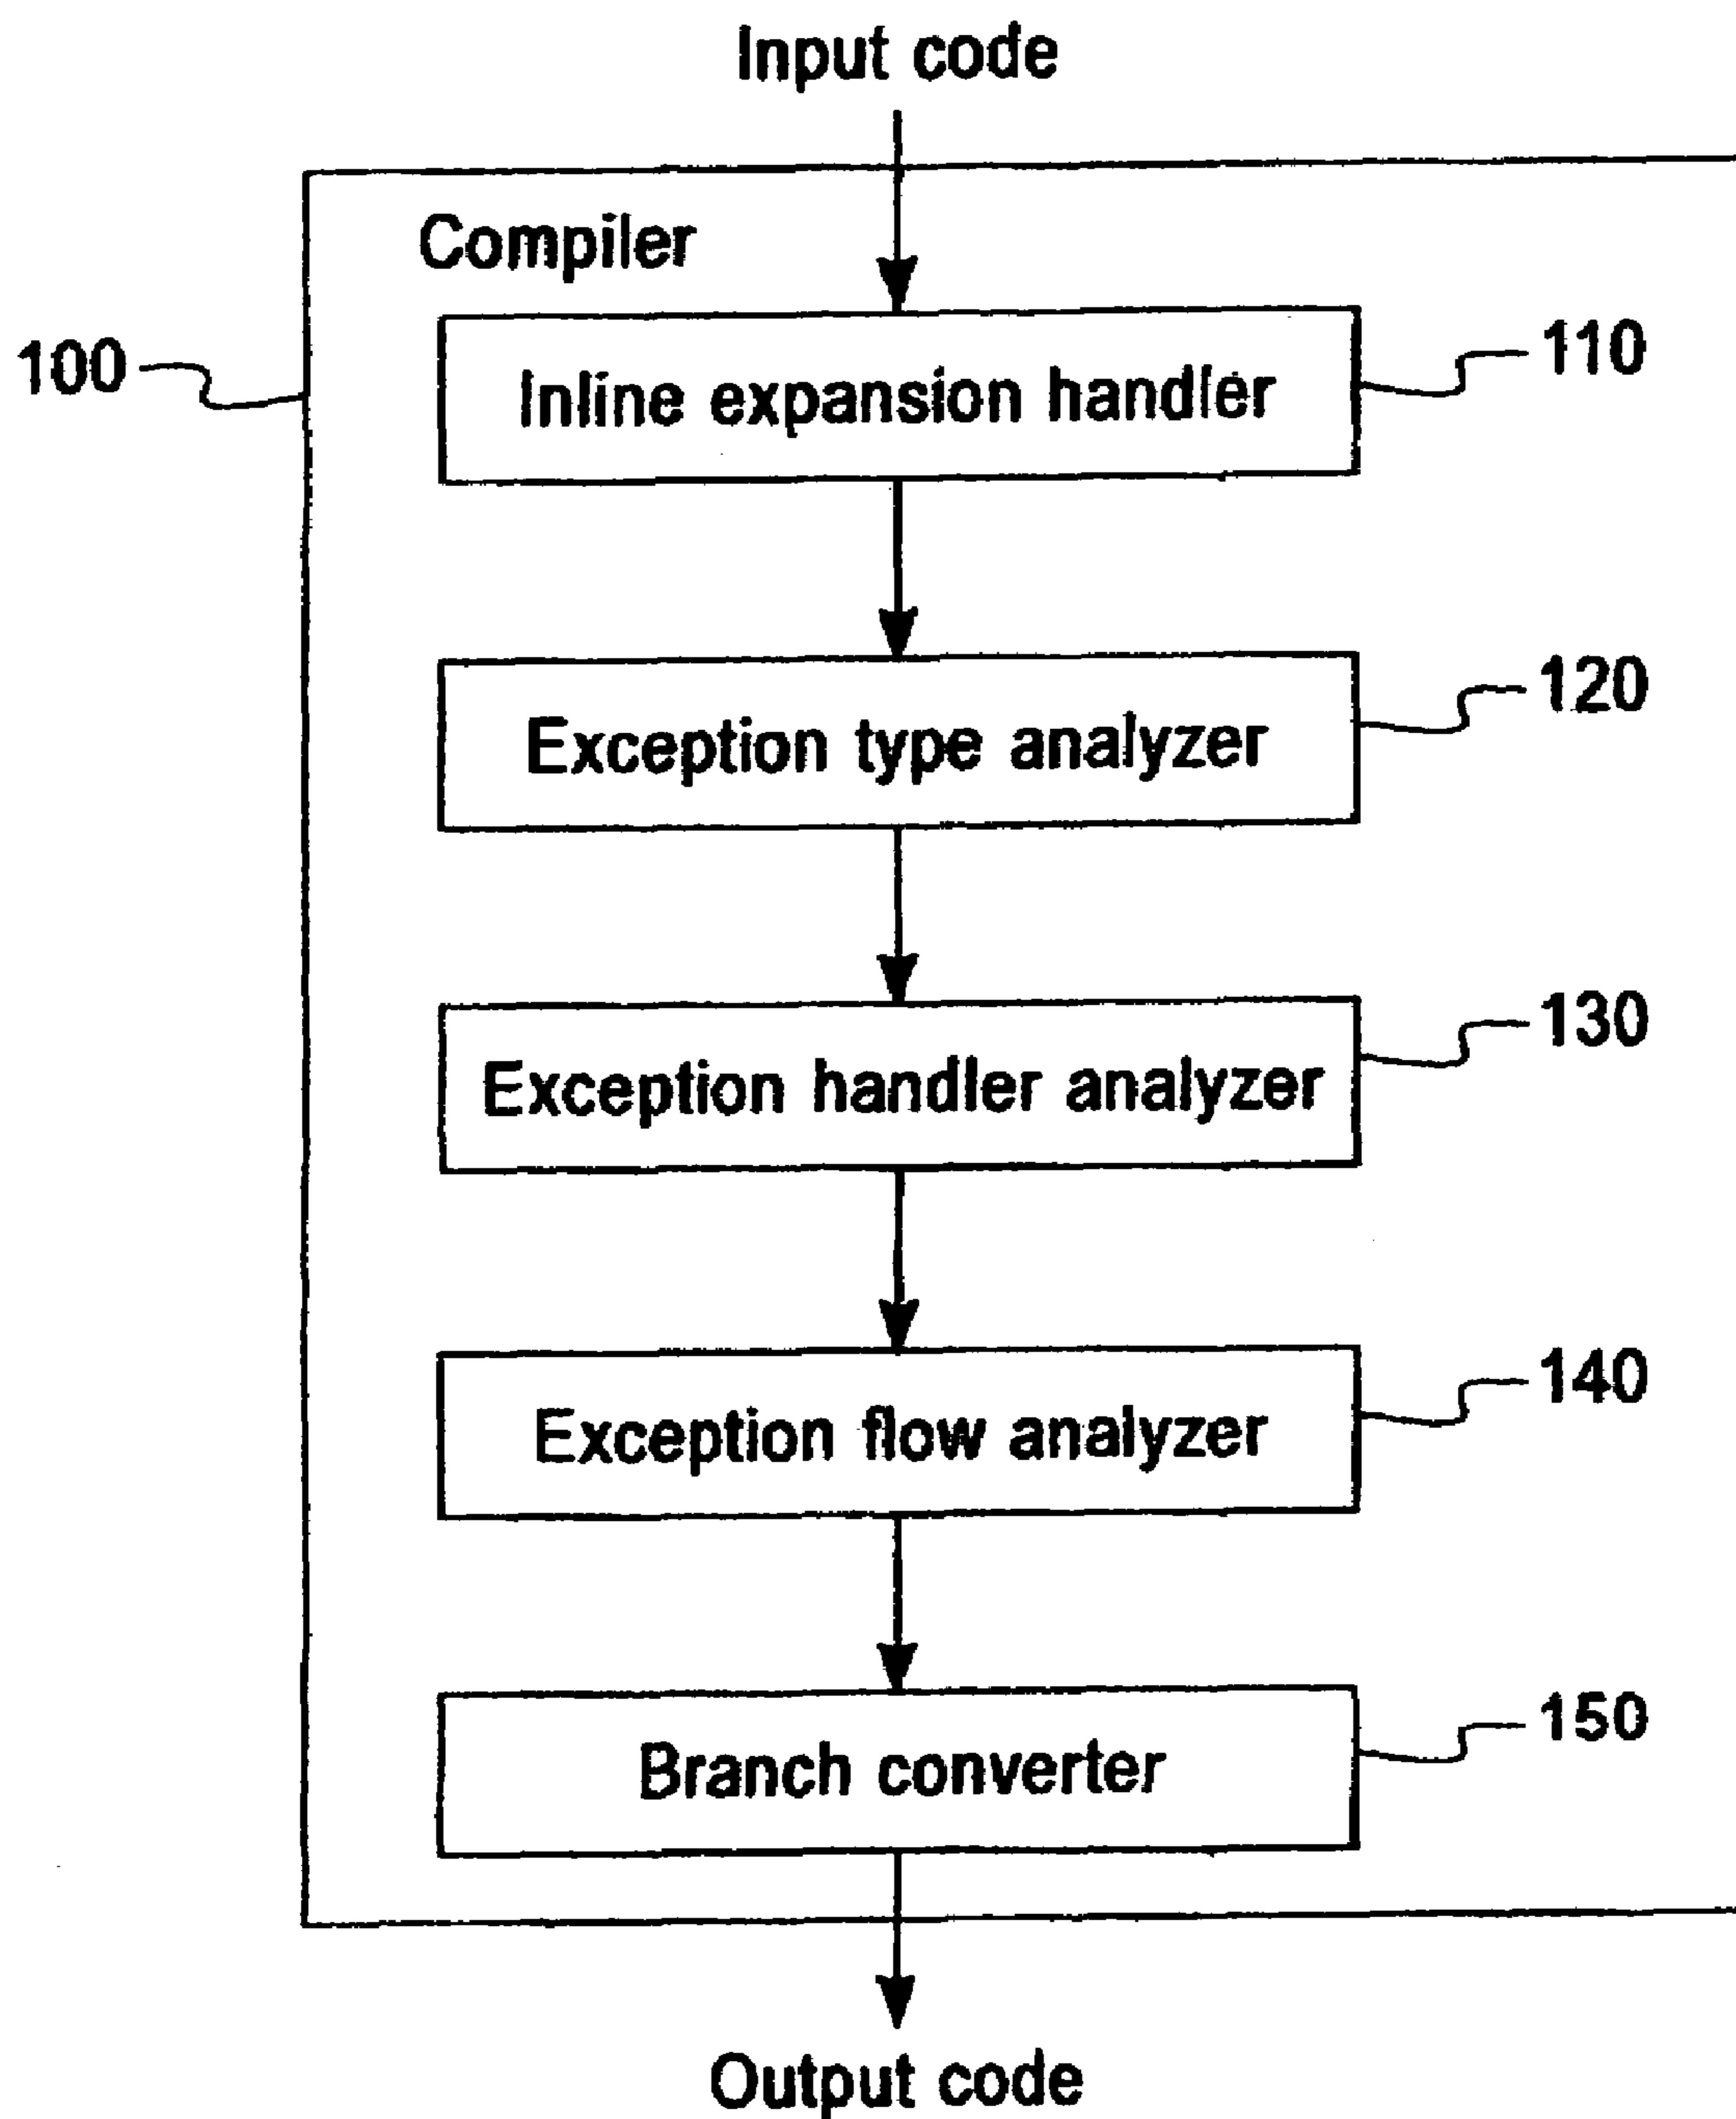 Input code
Compiler
100
Inline expansion handler
110
Exception type analyzer
120
Exception handler analyzer
130
Exception flow analyzer
140
Branch converter
150
Output code